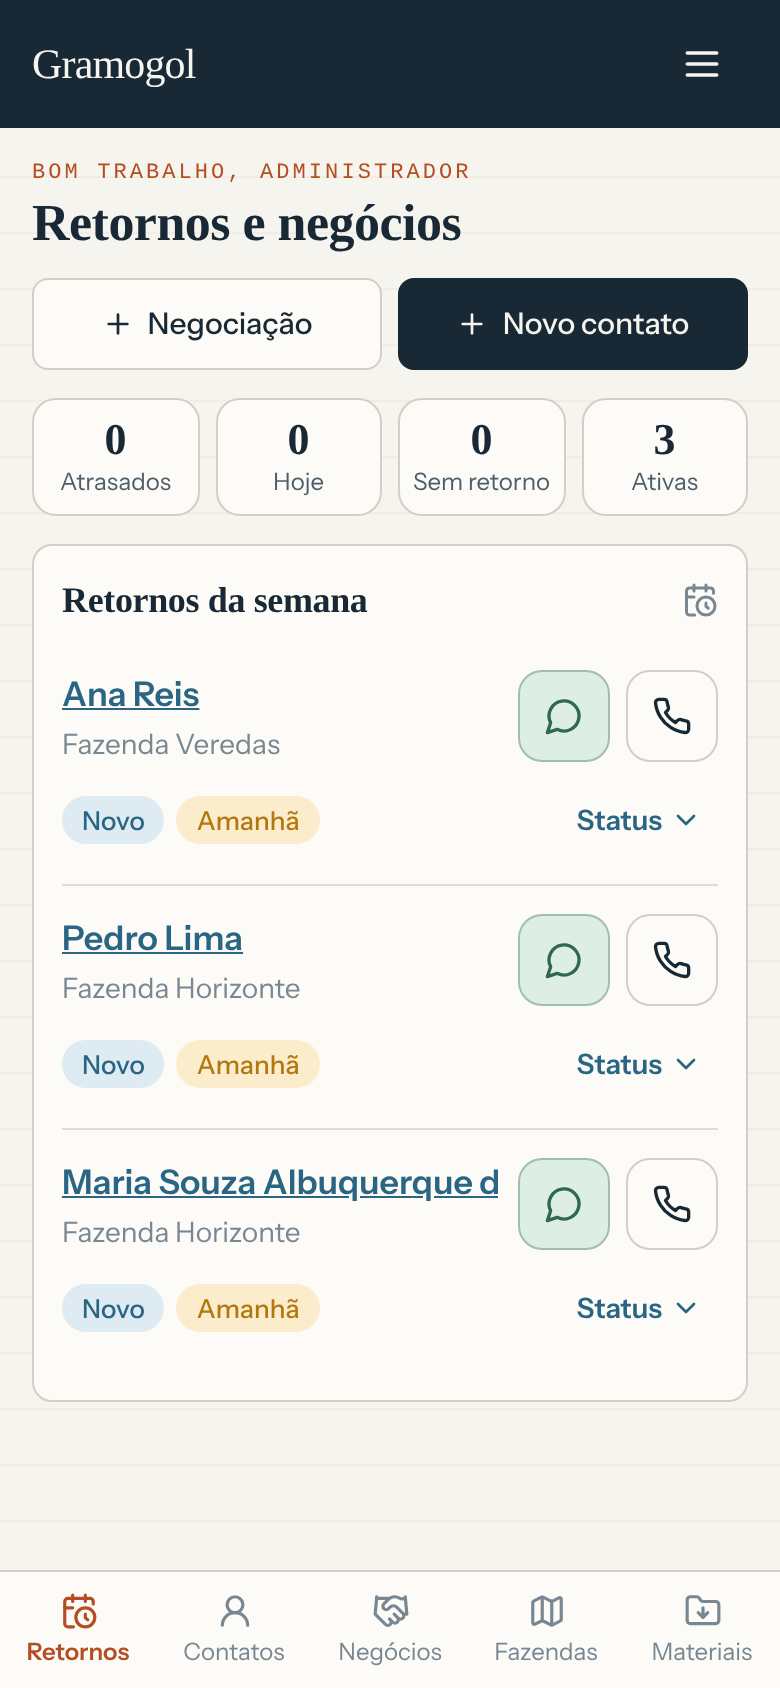 Gramogol
BOM TRABALHO, ADMINISTRADOR
Retornos e negócios
+ Negociação
+ Novo contato
0
Atrasados
0
Hoje
0
Sem retorno
3
Ativas
Retornos da semana
Ana Reis
Fazenda Veredas
Novo Amanhã Status
Pedro Lima
Fazenda Horizonte
Novo Amanhã Status
Maria Souza Albuquerque d
Fazenda Horizonte
Novo Amanhã Status
Retornos Contatos Negócios Fazendas Materiais